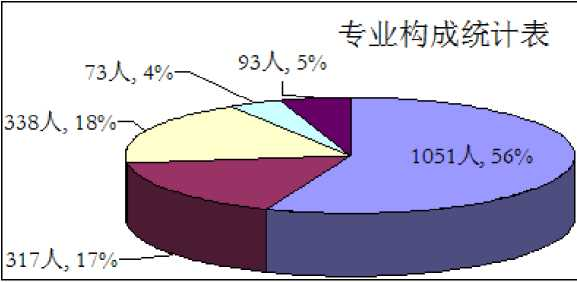 专业构成统计表
93人, 5%
73人, 4%
338人, 18%
1051人, 56%
317人, 17%